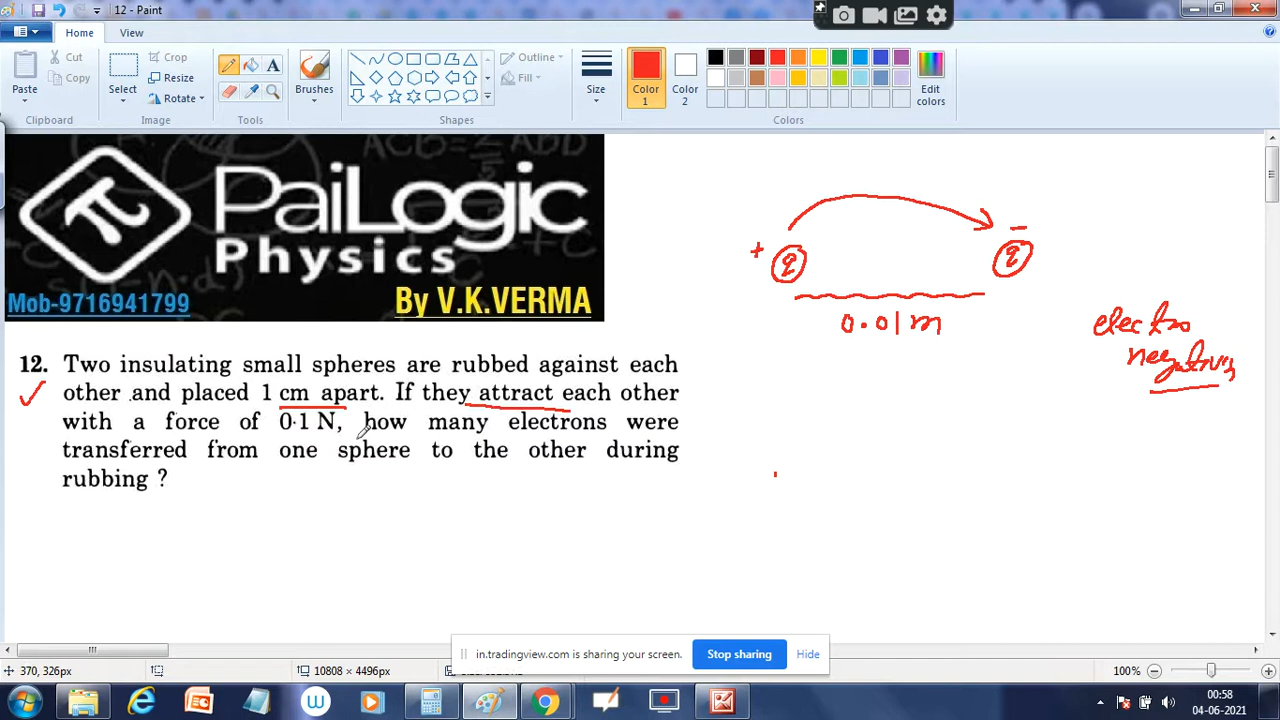 12 - Paint
Home
View
Cut
Copy
Paste
Clipboard
Select
Crop
Resize
Rotate
Image
A
Tools
Brushes
Outline
Fill
Shapes
Size
Color
1
Color
2
Edit
colors
Colors
π
PaiLogic
Physics
Mob-9716941799
By V.K.VERMA
12. Two insulating small spheres are rubbed against each
other and placed 1 cm apart. If they attract each other
with a force of 0·1 N, how many electrons were
transferred from one sphere to the other during
rubbing ?
+ q
- q
0.01 m
electro
in.tradingview.com is sharing your screen.
Stop sharing
Hide
370, 326px
10808 × 4496px
100%
00:58
04-06-2021